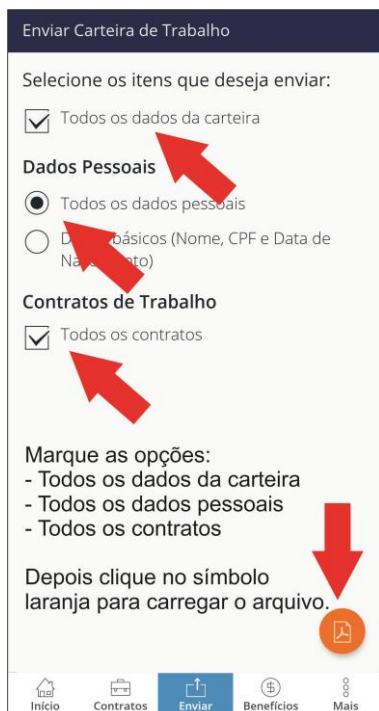 Enviar Carteira de Trabalho
Selecione os itens que deseja enviar:
Todos os dados da carteira
Dados Pessoais
Todos os dados pessoais
básicos (Nome, CPF e Data de
Contratos de Trabalho
Todos os contratos
Marque as opções:
- Todos os dados da carteira
- Todos os dados pessoais
- Todos os contratos
Depois clique no símbolo
laranja para carregar o arquivo.
Início Contratos Enviar Benefícios Mais